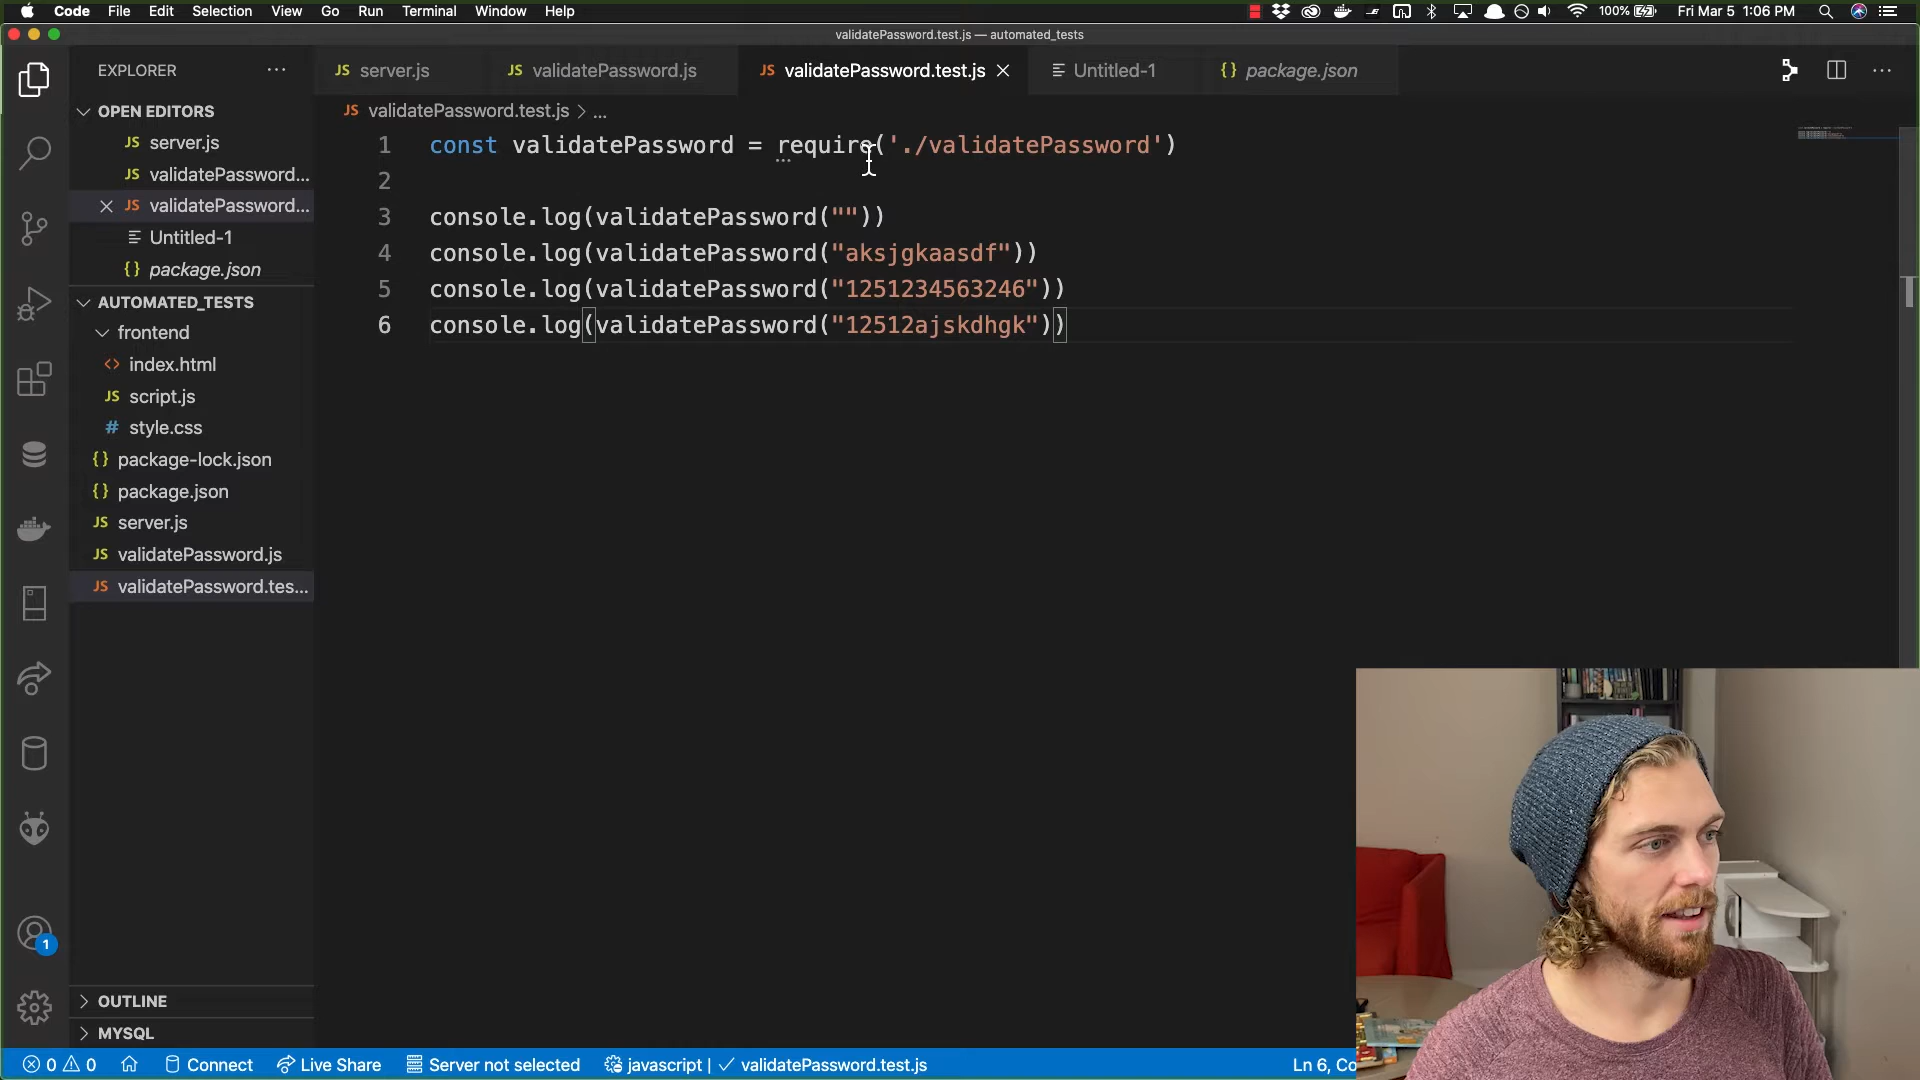 Code File Edit Selection View Go Run Terminal Window Help 100% Fri Mar 5 1:06 PM
validatePassword.test.js — automated_tests
EXPLORER ···
JS server.js
JS validatePassword.js
JS validatePassword.test.js
Untitled-1
{} package.json
OPEN EDITORS
JS server.js
JS validatePassword...
JS validatePassword...
Untitled-1
{} package.json
AUTOMATED_TESTS
frontend
<> index.html
JS script.js
# style.css
{} package-lock.json
{} package.json
JS server.js
JS validatePassword.js
JS validatePassword.tes...
OUTLINE
MYSQL
JS validatePassword.test.js > ...
1 const validatePassword = require('./validatePassword')
2
3 console.log(validatePassword(""))
4 console.log(validatePassword("aksjgkaasdf"))
5 console.log(validatePassword("1251234563246"))
6 console.log(validatePassword("12512ajskdhgk"))
1
0 0 Connect Live Share Server not selected javascript | ✓ validatePassword.test.js Ln 6, Co